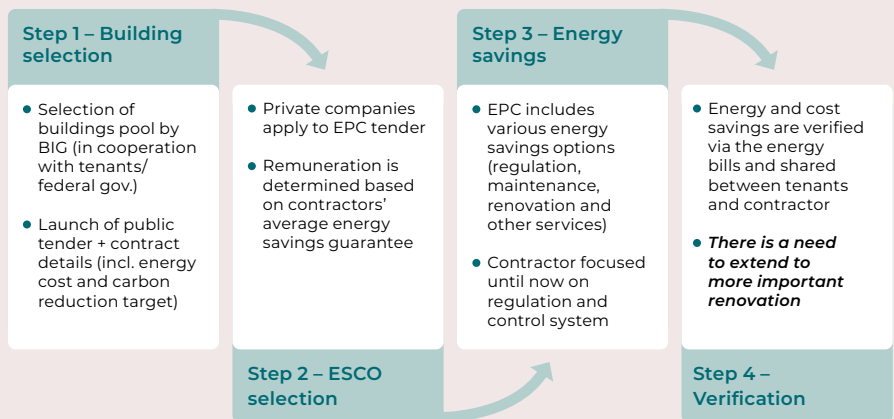 Step 1 – Building
selection
• Selection of
buildings pool by
BIG (in cooperation
with tenants/
federal gov.)
• Launch of public
tender + contract
details (incl. energy
cost and carbon
reduction target)
• Private companies
apply to EPC tender
• Remuneration is
determined based
on contractors’
average energy
savings guarantee
Step 2 – ESCO
selection
Step 3 – Energy
savings
• EPC includes
various energy
savings options
(regulation,
maintenance,
renovation and
other services)
• Contractor focused
until now on
regulation and
control system
• Energy and cost
savings are verified
via the energy
bills and shared
between tenants
and contractor
• There is a need
to extend to
more important
renovation
Step 4 –
Verification